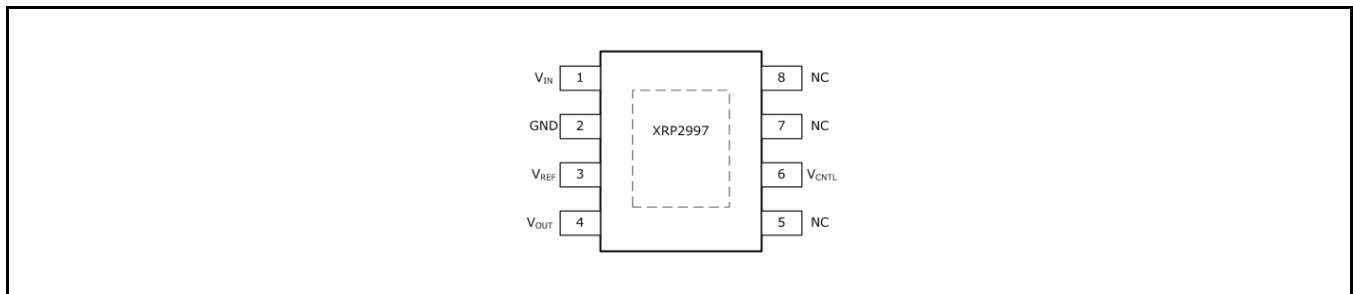 V_IN 1 8 NC
GND 2 XRP2997 7 NC
V_REF 3 6 V_CNTL
V_OUT 4 5 NC